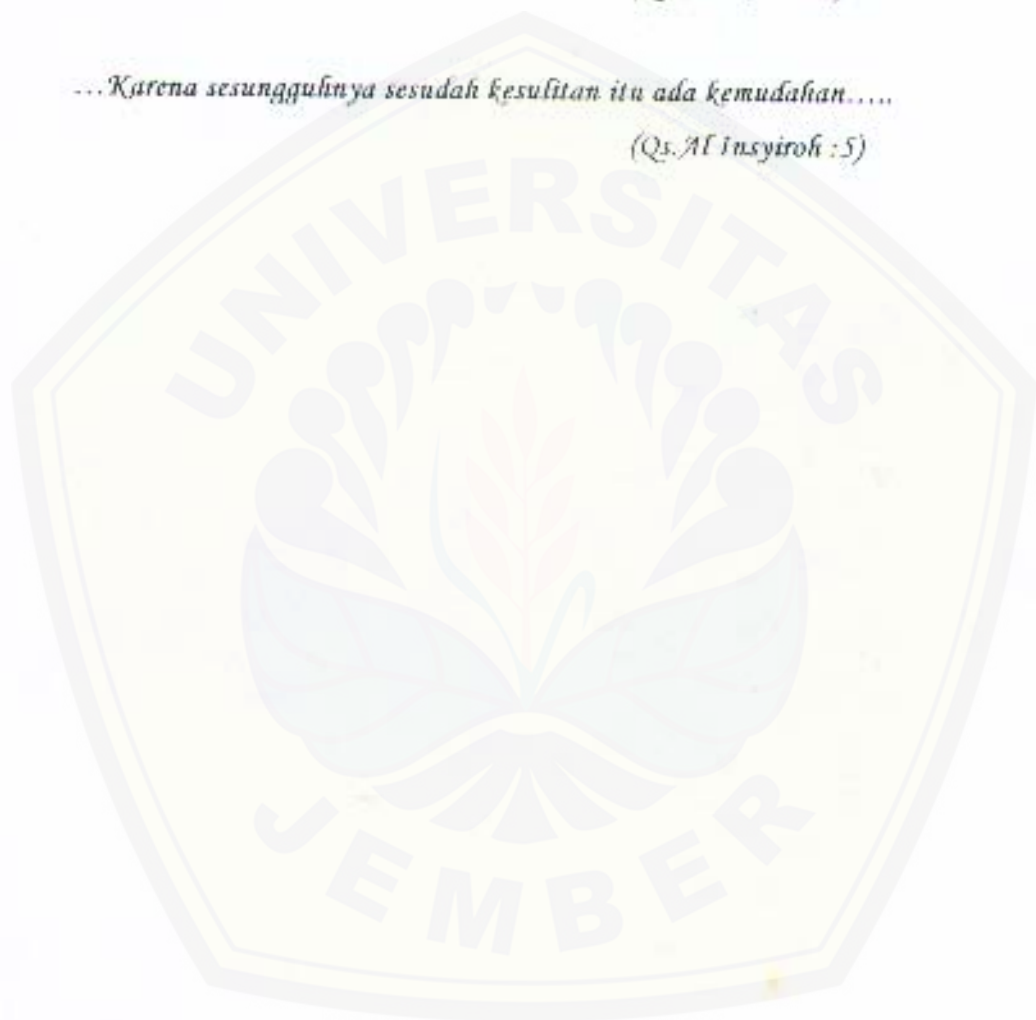 ...Karena sesungguhnya sesudah kesulitan itu ada kemudahan.....
(Qs. Al Insyiroh :5)
UNIVERSITAS
JEMBER